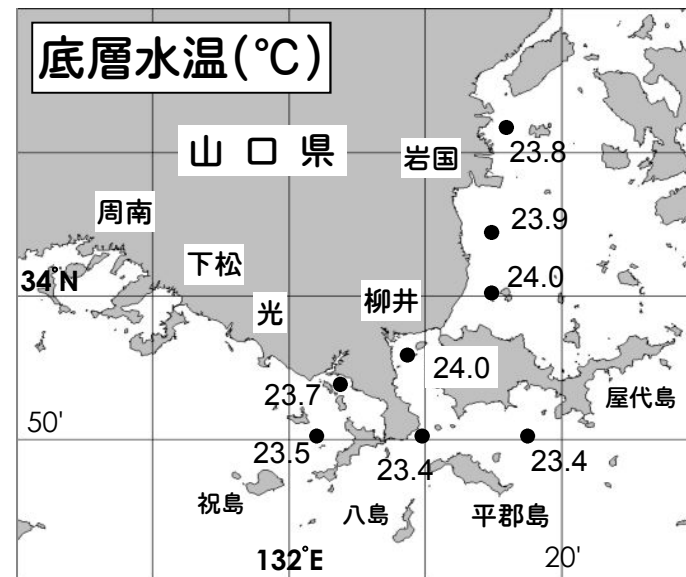 底層水温(℃)
山口県
岩国
23.8
周南
23.9
下松
34°N
24.0
光
柳井
24.0
23.7
屋代島
50'
23.5
23.4
23.4
祝島
八島
平郡島
132°E
20'